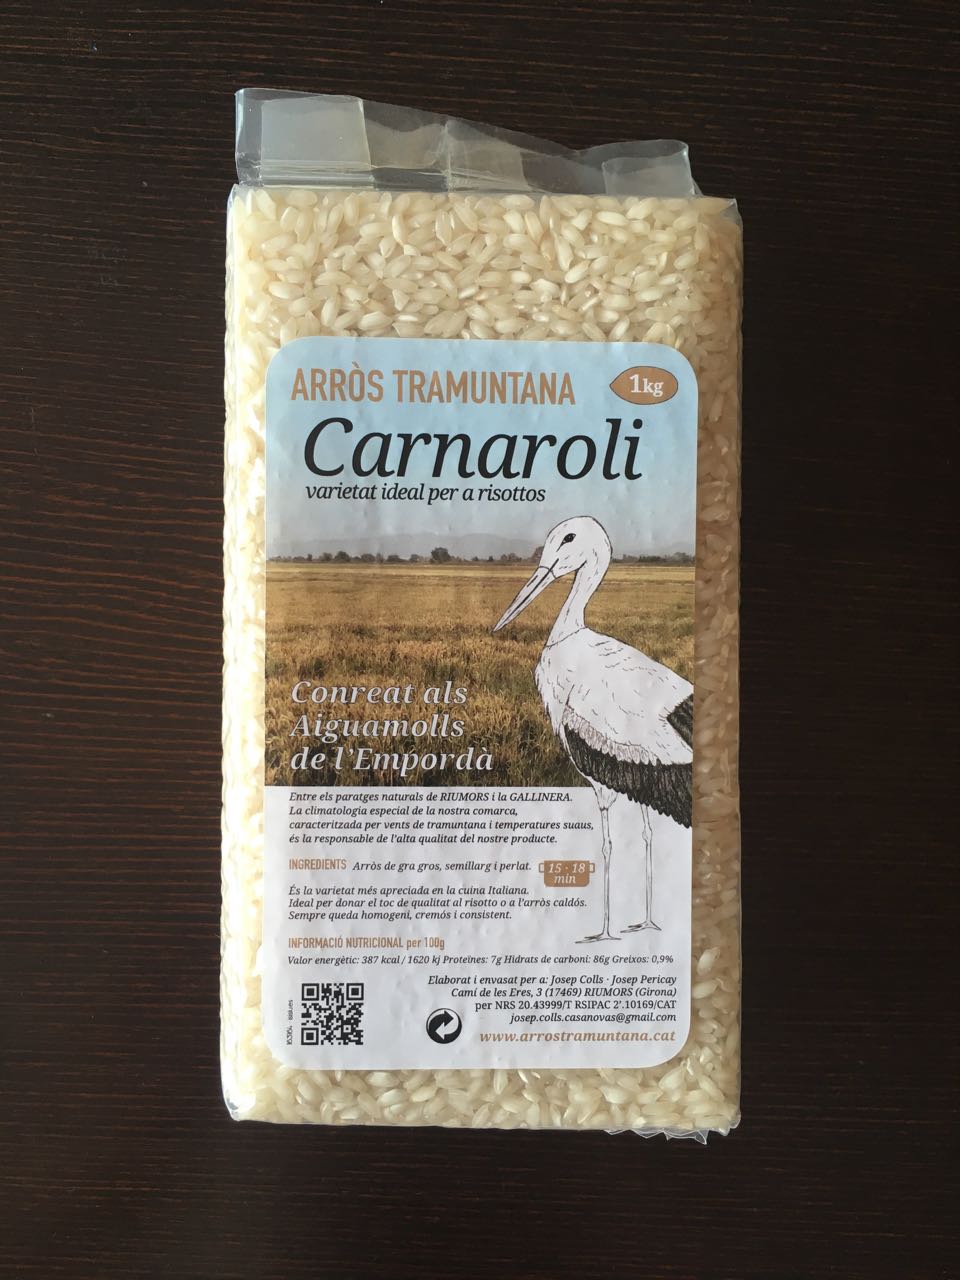 ARRÒS TRAMUNTANA
1kg
Carnaroli
varietat ideal per a risottos
Conreat als
Aiguamolls
de l'Empordà
Entre els paratges naturals de RIUMORS i la GALLINERA.
La climatologia especial de la nostra comarca,
caracteritzada per vents de tramuntana i temperatures suaus,
és la responsable de l'alta qualitat del nostre producte.
INGREDIENTS Arròs de gra gros, semillarg i perlat.
15 · 18
min
És la varietat més apreciada en la cuina Italiana.
Ideal per donar el toc de qualitat al risotto o a l'arròs caldós.
Sempre queda homogeni, cremós i consistent.
INFORMACIÓ NUTRICIONAL per 100g
Valor energètic: 387 kcal / 1620 kj Proteïnes: 7g Hidrats de carboni: 86g Greixos: 0,9%
Elaborat i envasat per a: Josep Colls · Josep Pericay
Camí de les Eres, 3 (17469) RIUMORS (Girona)
per NRS 20.43999/T RSIPAC 2'.10169/CAT
josep.colls.casanovas@gmail.com
www.arrostramuntana.cat